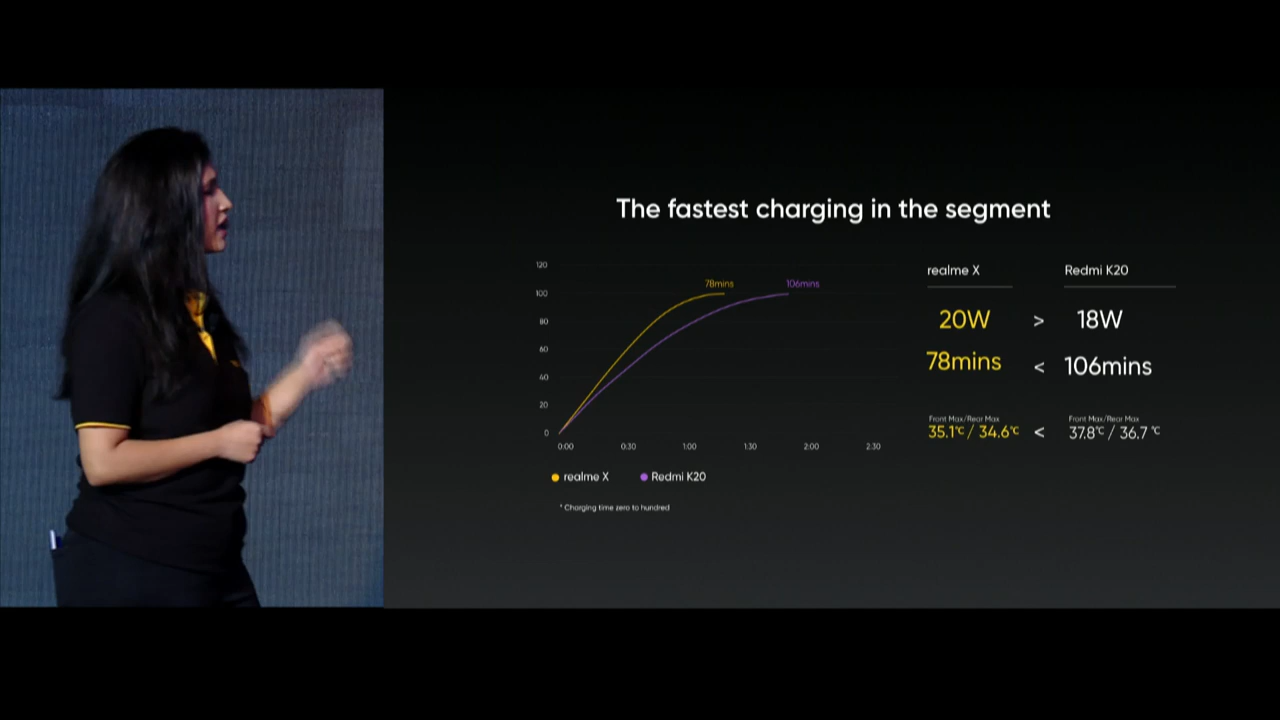 The fastest charging in the segment
120
100
80
60
40
20
0
78mins
106mins
0:00 0:30 1:00 1:30 2:00 2:30
realme X
Redmi K20
* Charging time zero to hundred
realme X Redmi K20
20W > 18W
78mins < 106mins
Front Max/Rear Max Front Max/Rear Max
35.1℃ / 34.6℃ < 37.8℃ / 36.7 ℃